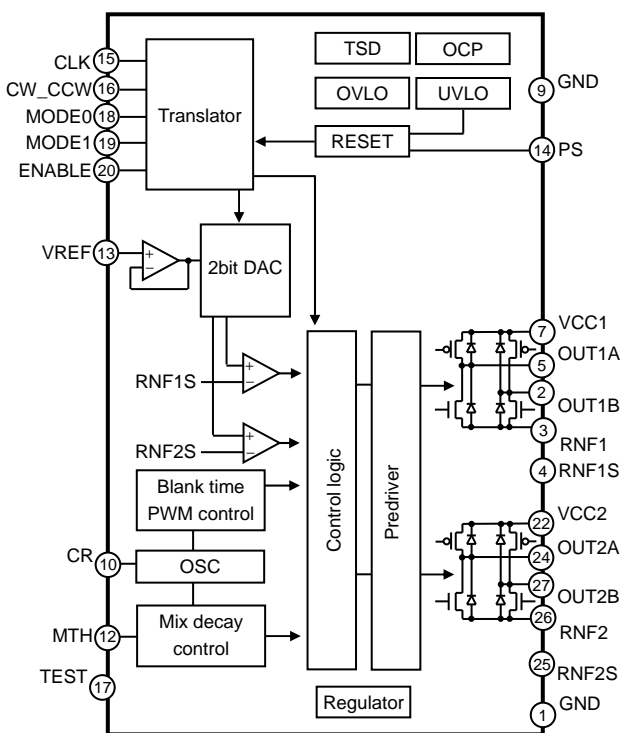 CLK 15
CW_CCW 16
MODE0 18
MODE1 19
ENABLE 20
Translator
TSD
OCP
OVLO
UVLO
RESET
9 GND
14 PS
VREF 13
+
−
2bit DAC
RNF1S
+
−
RNF2S
+
−
Blank time
PWM control
CR 10
OSC
MTH 12
Mix decay
control
TEST
17
Control logic
Predriver
Regulator
7 VCC1
5 OUT1A
2
OUT1B
3
RNF1
4 RNF1S
22 VCC2
24 OUT2A
27
OUT2B
26
RNF2
25
RNF2S
1 GND